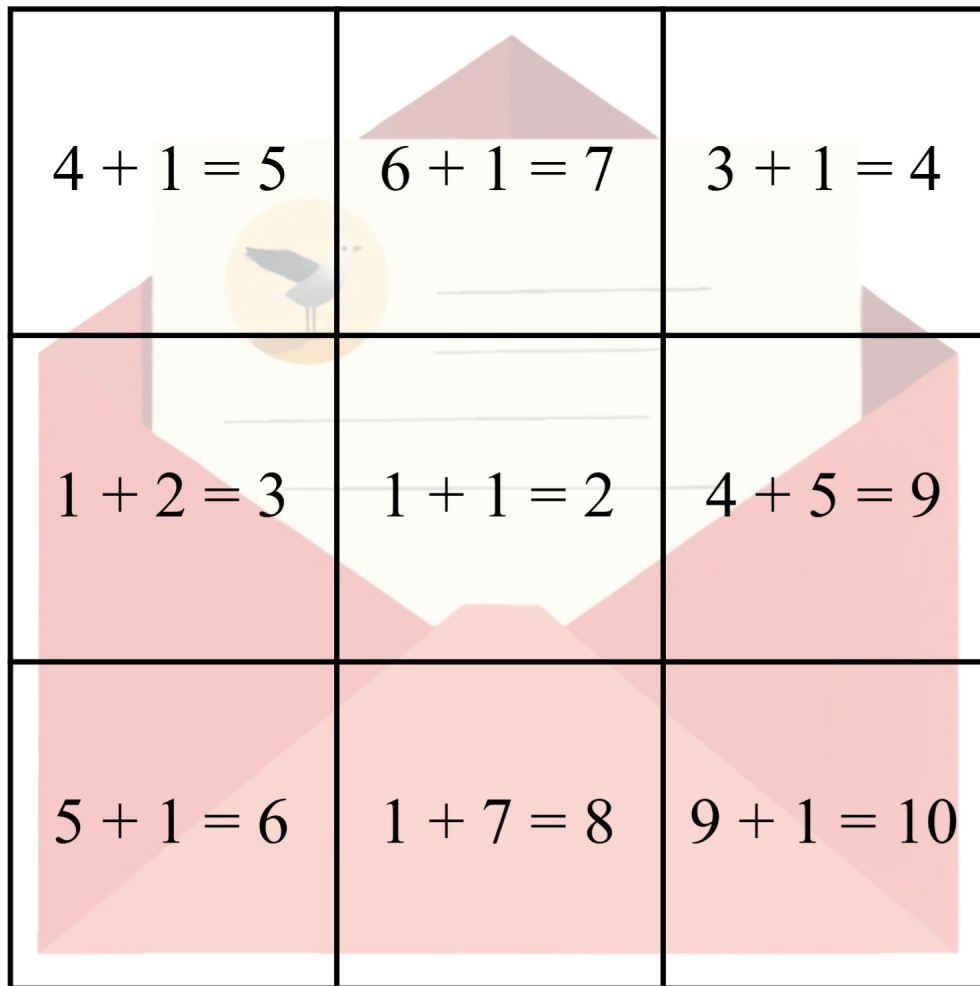 4 + 1 = 5 6 + 1 = 7 3 + 1 = 4
1 + 2 = 3 1 + 1 = 2 4 + 5 = 9
5 + 1 = 6 1 + 7 = 8 9 + 1 = 10